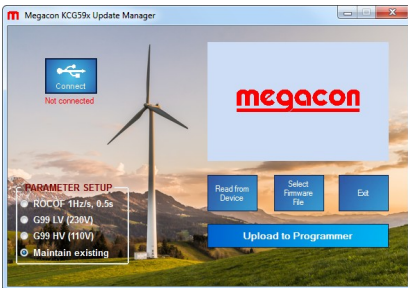 Megacon KCG59x Update Manager
Connect
Not connected
megacon
PARAMETER SETUP
ROCOF 1Hz/s, 0.5s
G99 LV (230V)
G99 HV (110V)
Maintain existing
Read from
Device
Select
Firmware
File
Exit
Upload to Programmer